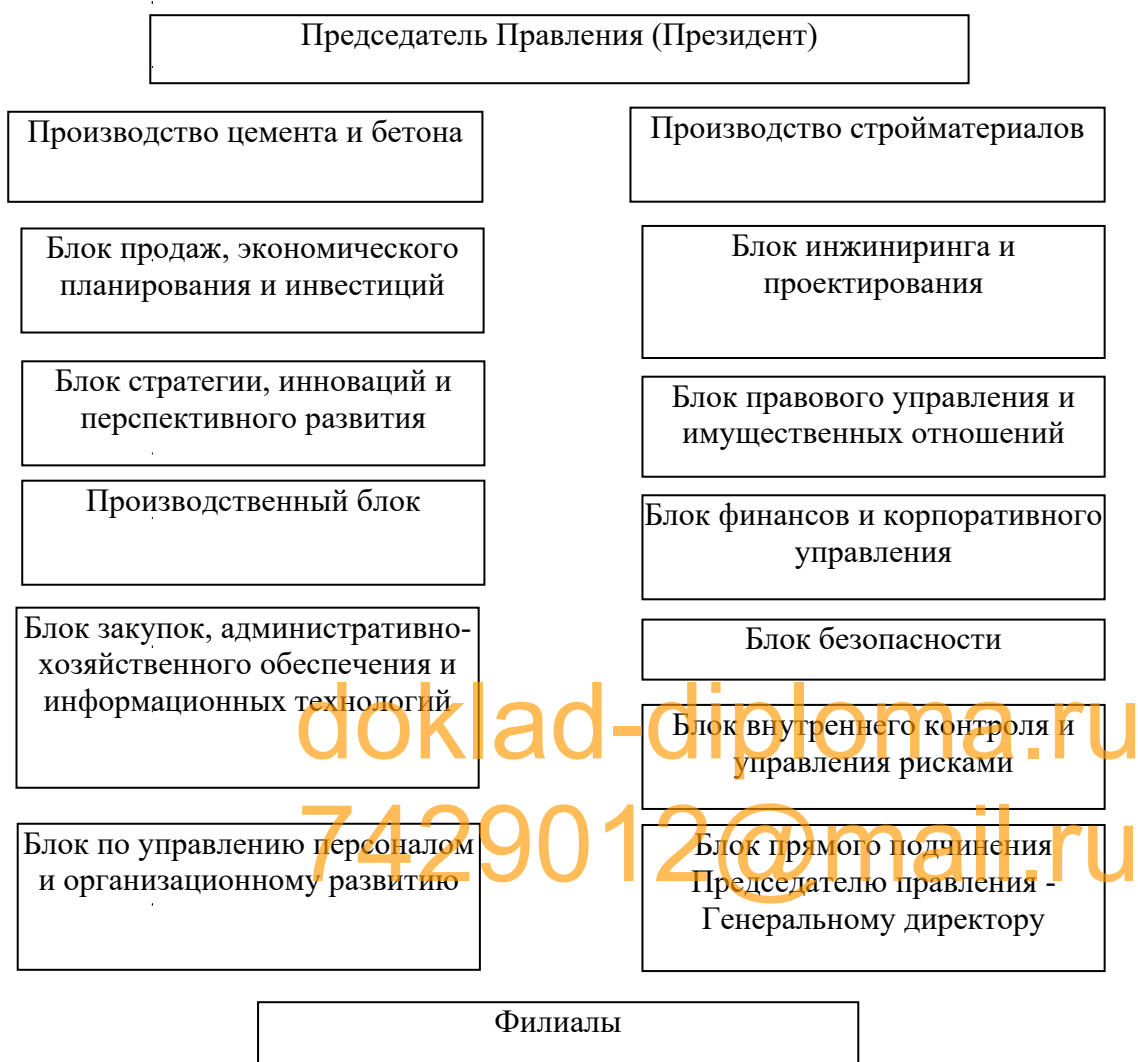 Председатель Правления (Президент)
Производство цемента и бетона
Производство стройматериалов
Блок продаж, экономического
планирования и инвестиций
Блок инжиниринга и
проектирования
Блок стратегии, инноваций и
перспективного развития
Блок правового управления и
имущественных отношений
Производственный блок
Блок финансов и корпоративного
управления
Блок закупок, административно-
хозяйственного обеспечения и
информационных технологий
Блок безопасности
Блок внутреннего контроля и
управления рисками
Блок по управлению персоналом
и организационному развитию
Блок прямого подчинения
Председателю правления -
Генеральному директору
Филиалы
doklad-diploma.ru
7429012@mail.ru